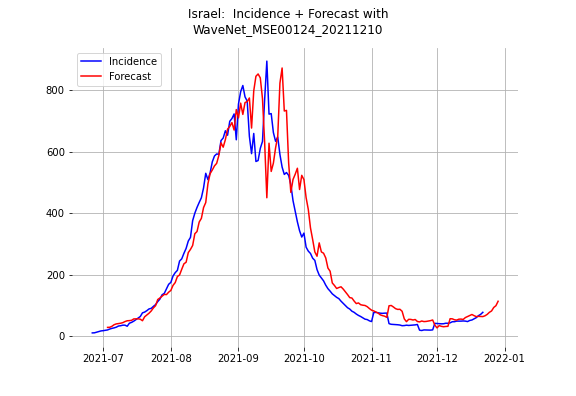 Israel:  Incidence + Forecast with
WaveNet_MSE00124_20211210
Incidence
Forecast
800
600
400
200
0
2021-07 2021-08 2021-09 2021-10 2021-11 2021-12 2022-01